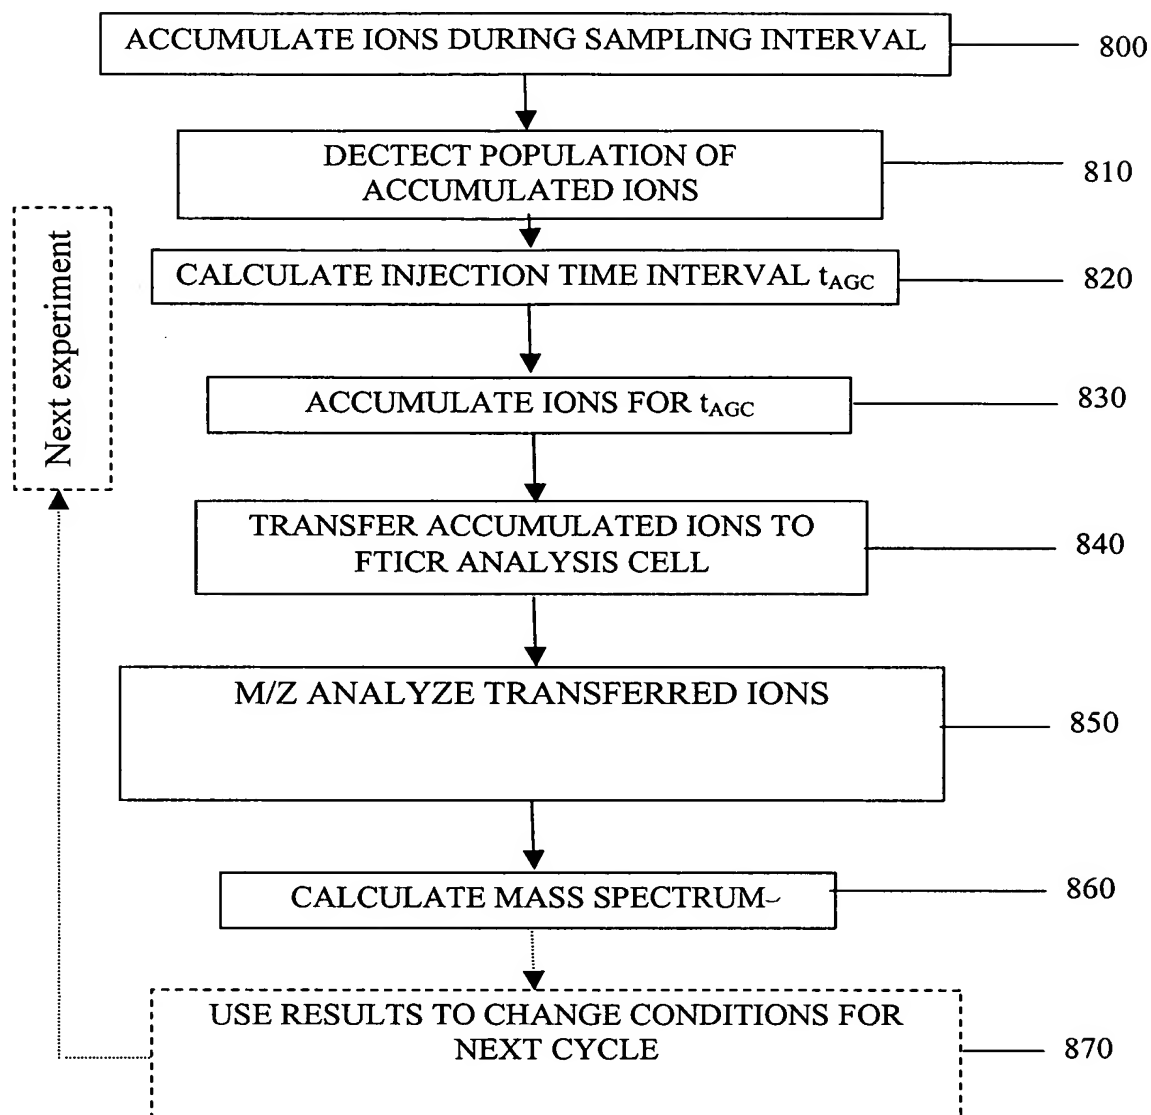 ACCUMULATE IONS DURING SAMPLING INTERVAL
800
DECTECT POPULATION OF
ACCUMULATED IONS
810
Next experiment
CALCULATE INJECTION TIME INTERVAL tAGC
820
ACCUMULATE IONS FOR tAGC
830
TRANSFER ACCUMULATED IONS TO
FTICR ANALYSIS CELL
840
M/Z ANALYZE TRANSFERRED IONS
850
CALCULATE MASS SPECTRUM
860
USE RESULTS TO CHANGE CONDITIONS FOR
NEXT CYCLE
870